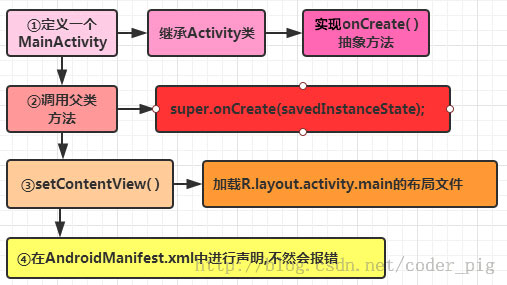 ①定义一个
MainActivity
继承Activity类
实现onCreate( )
抽象方法
②调用父类
方法
super.onCreate(savedInstanceState);
③setContentView( )
加载R.layout.activity.main的布局文件
④在AndroidManifest.xml中进行声明,不然会报错
http://blog.csdn.net/coder_pig